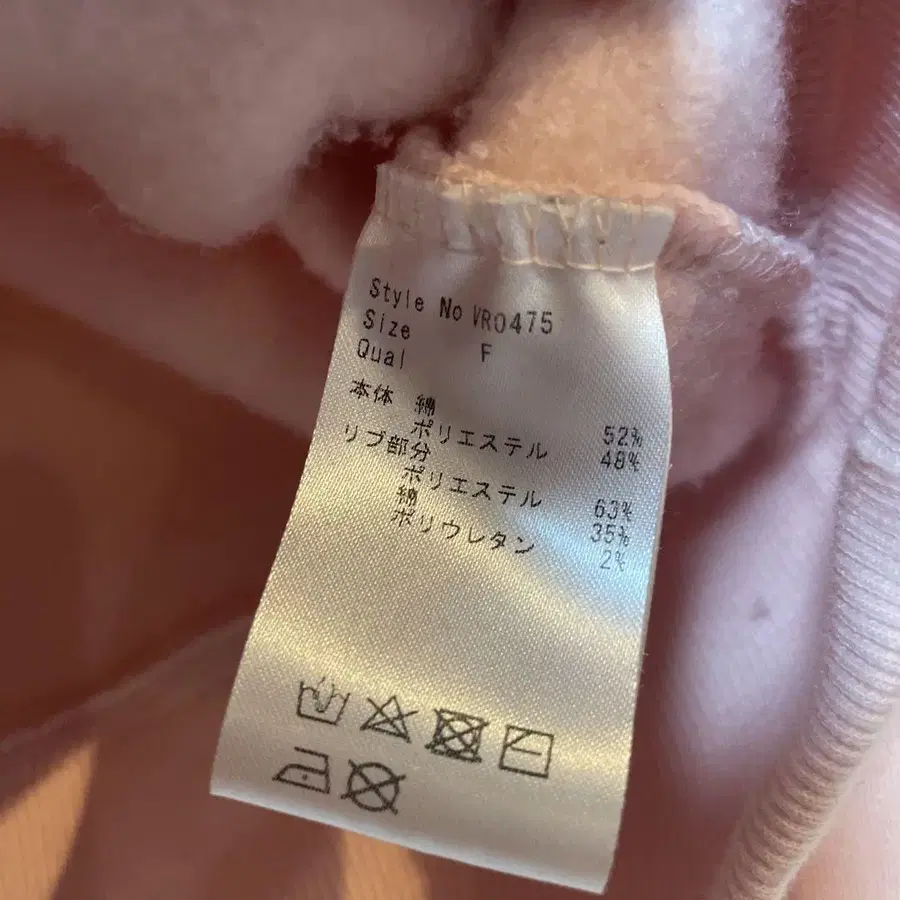 Style No VR0475
Size F
Qual
本体 綿 52%
ポリエステル 48%
リブ部分
ポリエステル 63%
綿 35%
ポリウレタン 2%